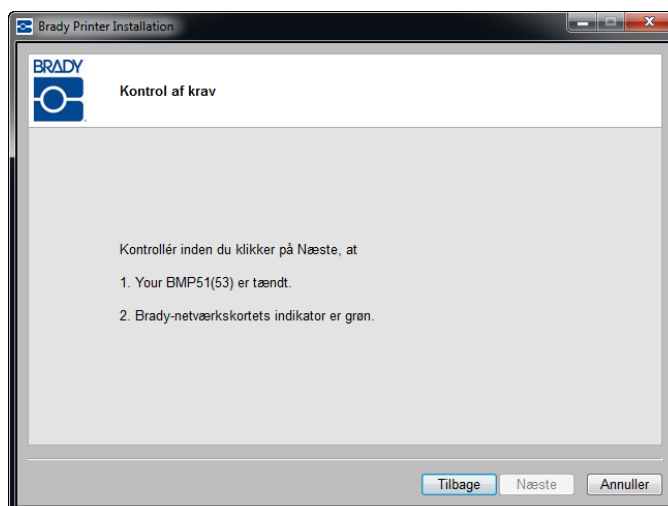 Brady Printer Installation
BRADY
Kontrol af krav
Kontrollér inden du klikker på Næste, at
1. Your BMP51(53) er tændt.
2. Brady-netværkskortets indikator er grøn.
Tilbage Næste Annuller